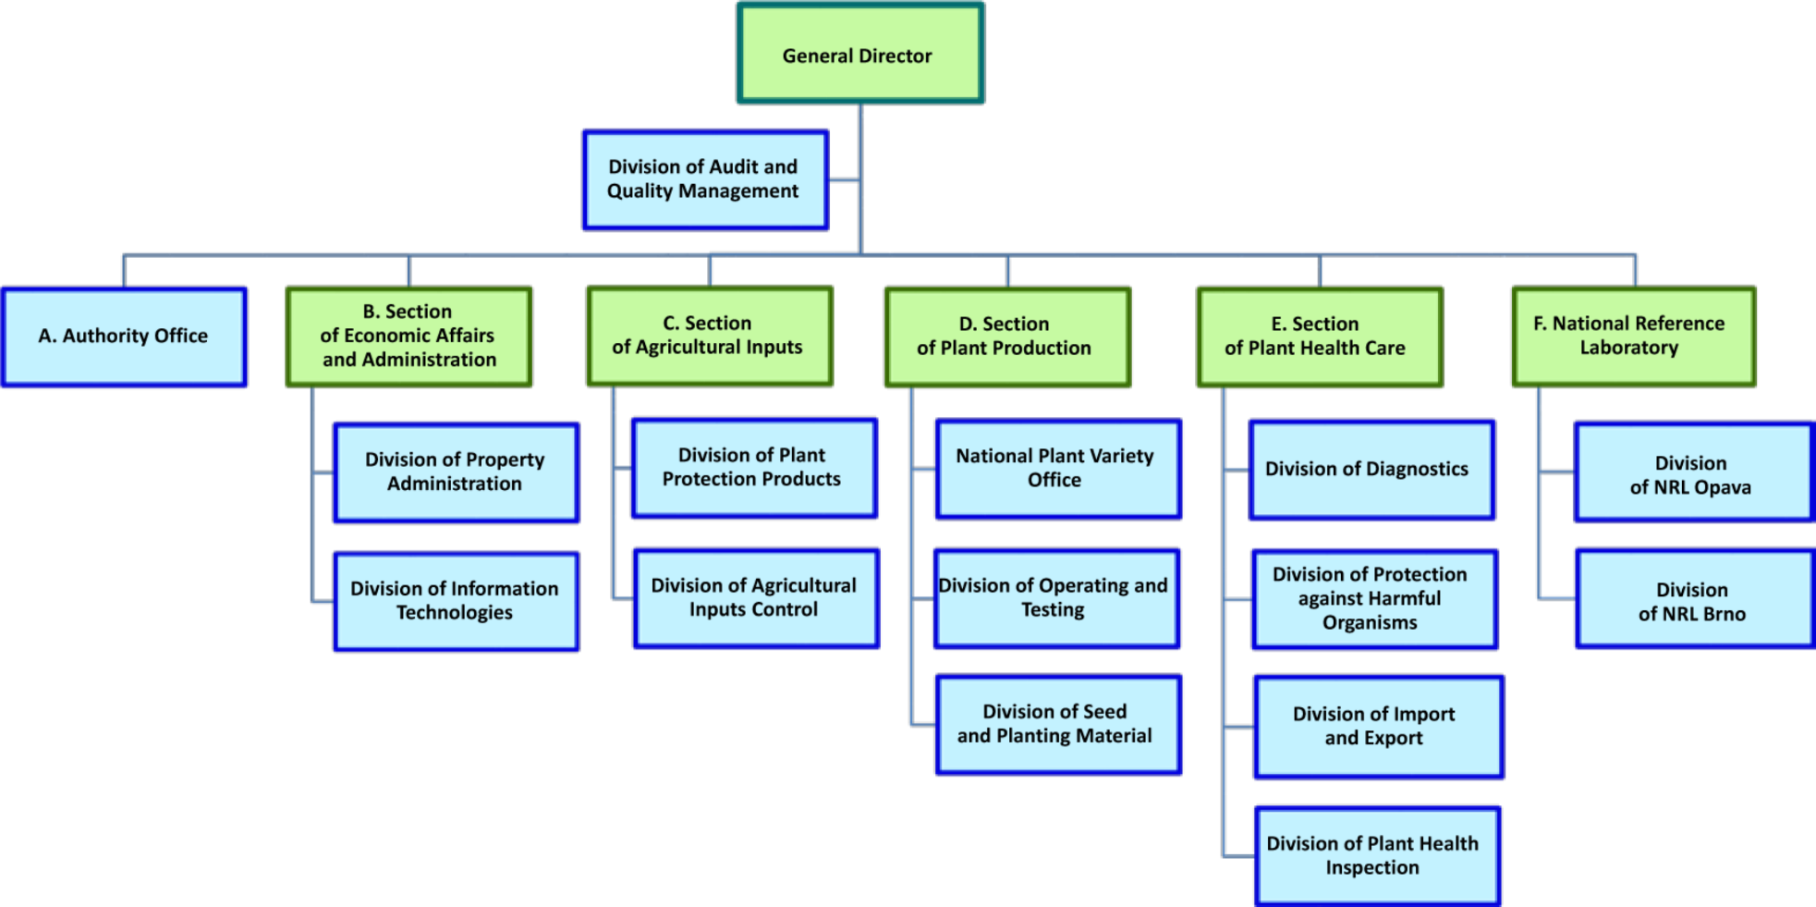 General Director
Division of Audit and
Quality Management
A. Authority Office
B. Section
of Economic Affairs
and Administration
C. Section
of Agricultural Inputs
D. Section
of Plant Production
E. Section
of Plant Health Care
F. National Reference
Laboratory
Division of Property
Administration
Division of Information
Technologies
Division of Plant
Protection Products
Division of Agricultural
Inputs Control
National Plant Variety
Office
Division of Operating and
Testing
Division of Seed
and Planting Material
Division of Diagnostics
Division of Protection
against Harmful
Organisms
Division of Import
and Export
Division of Plant Health
Inspection
Division
of NRL Opava
Division
of NRL Brno